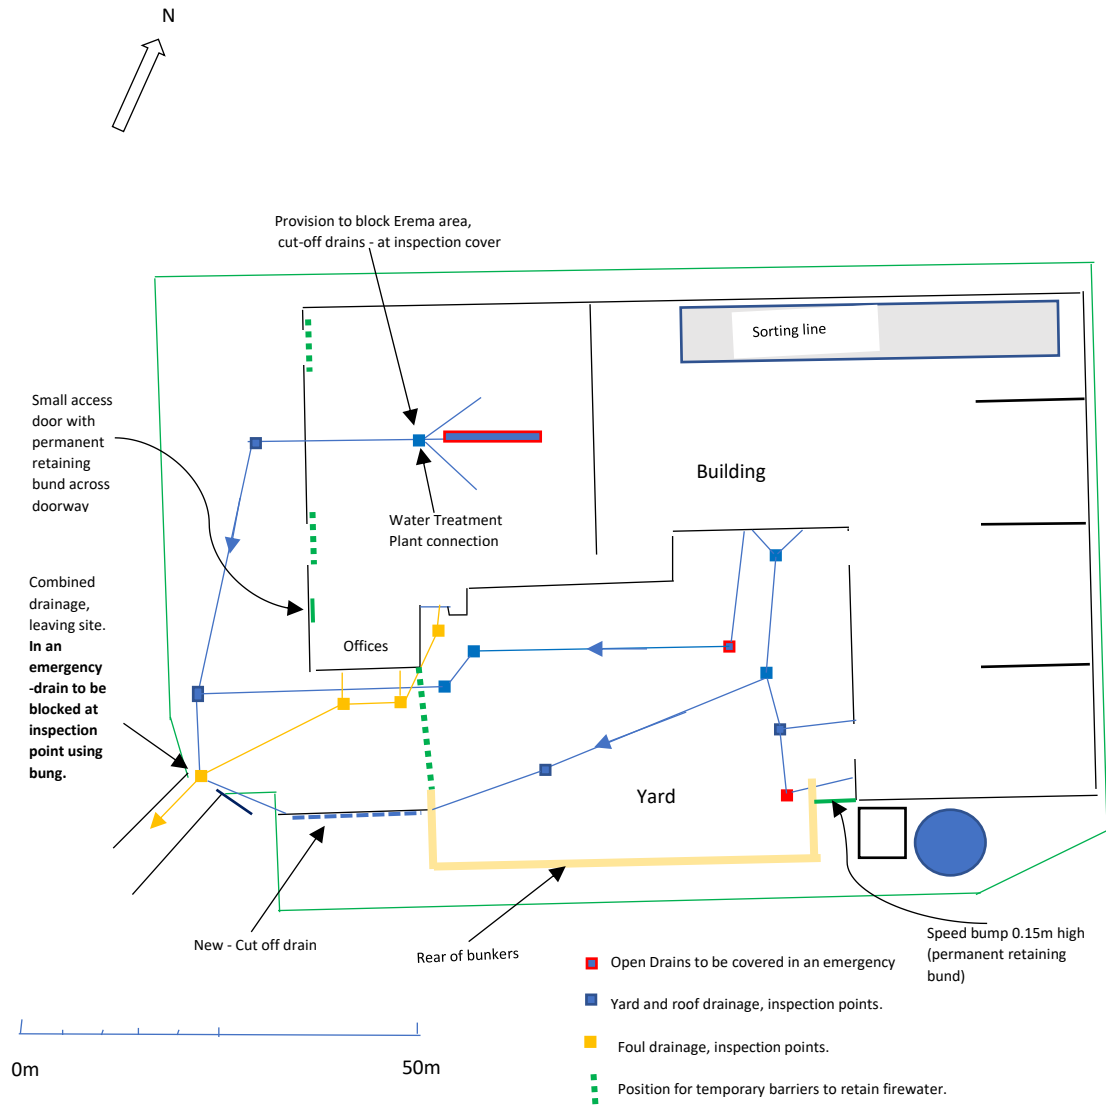 N
Provision to block Erema area,
cut-off drains - at inspection cover
Sorting line
Small access
door with
permanent
retaining
bund across
doorway
Building
Water Treatment
Plant connection
Combined
drainage,
leaving site.
In an
emergency
-drain to be
blocked at
inspection
point using
bung.
Offices
Yard
New - Cut off drain
Rear of bunkers
Speed bump 0.15m high
(permanent retaining
bund)
Open Drains to be covered in an emergency
Yard and roof drainage, inspection points.
Foul drainage, inspection points.
Position for temporary barriers to retain firewater.
0m
50m